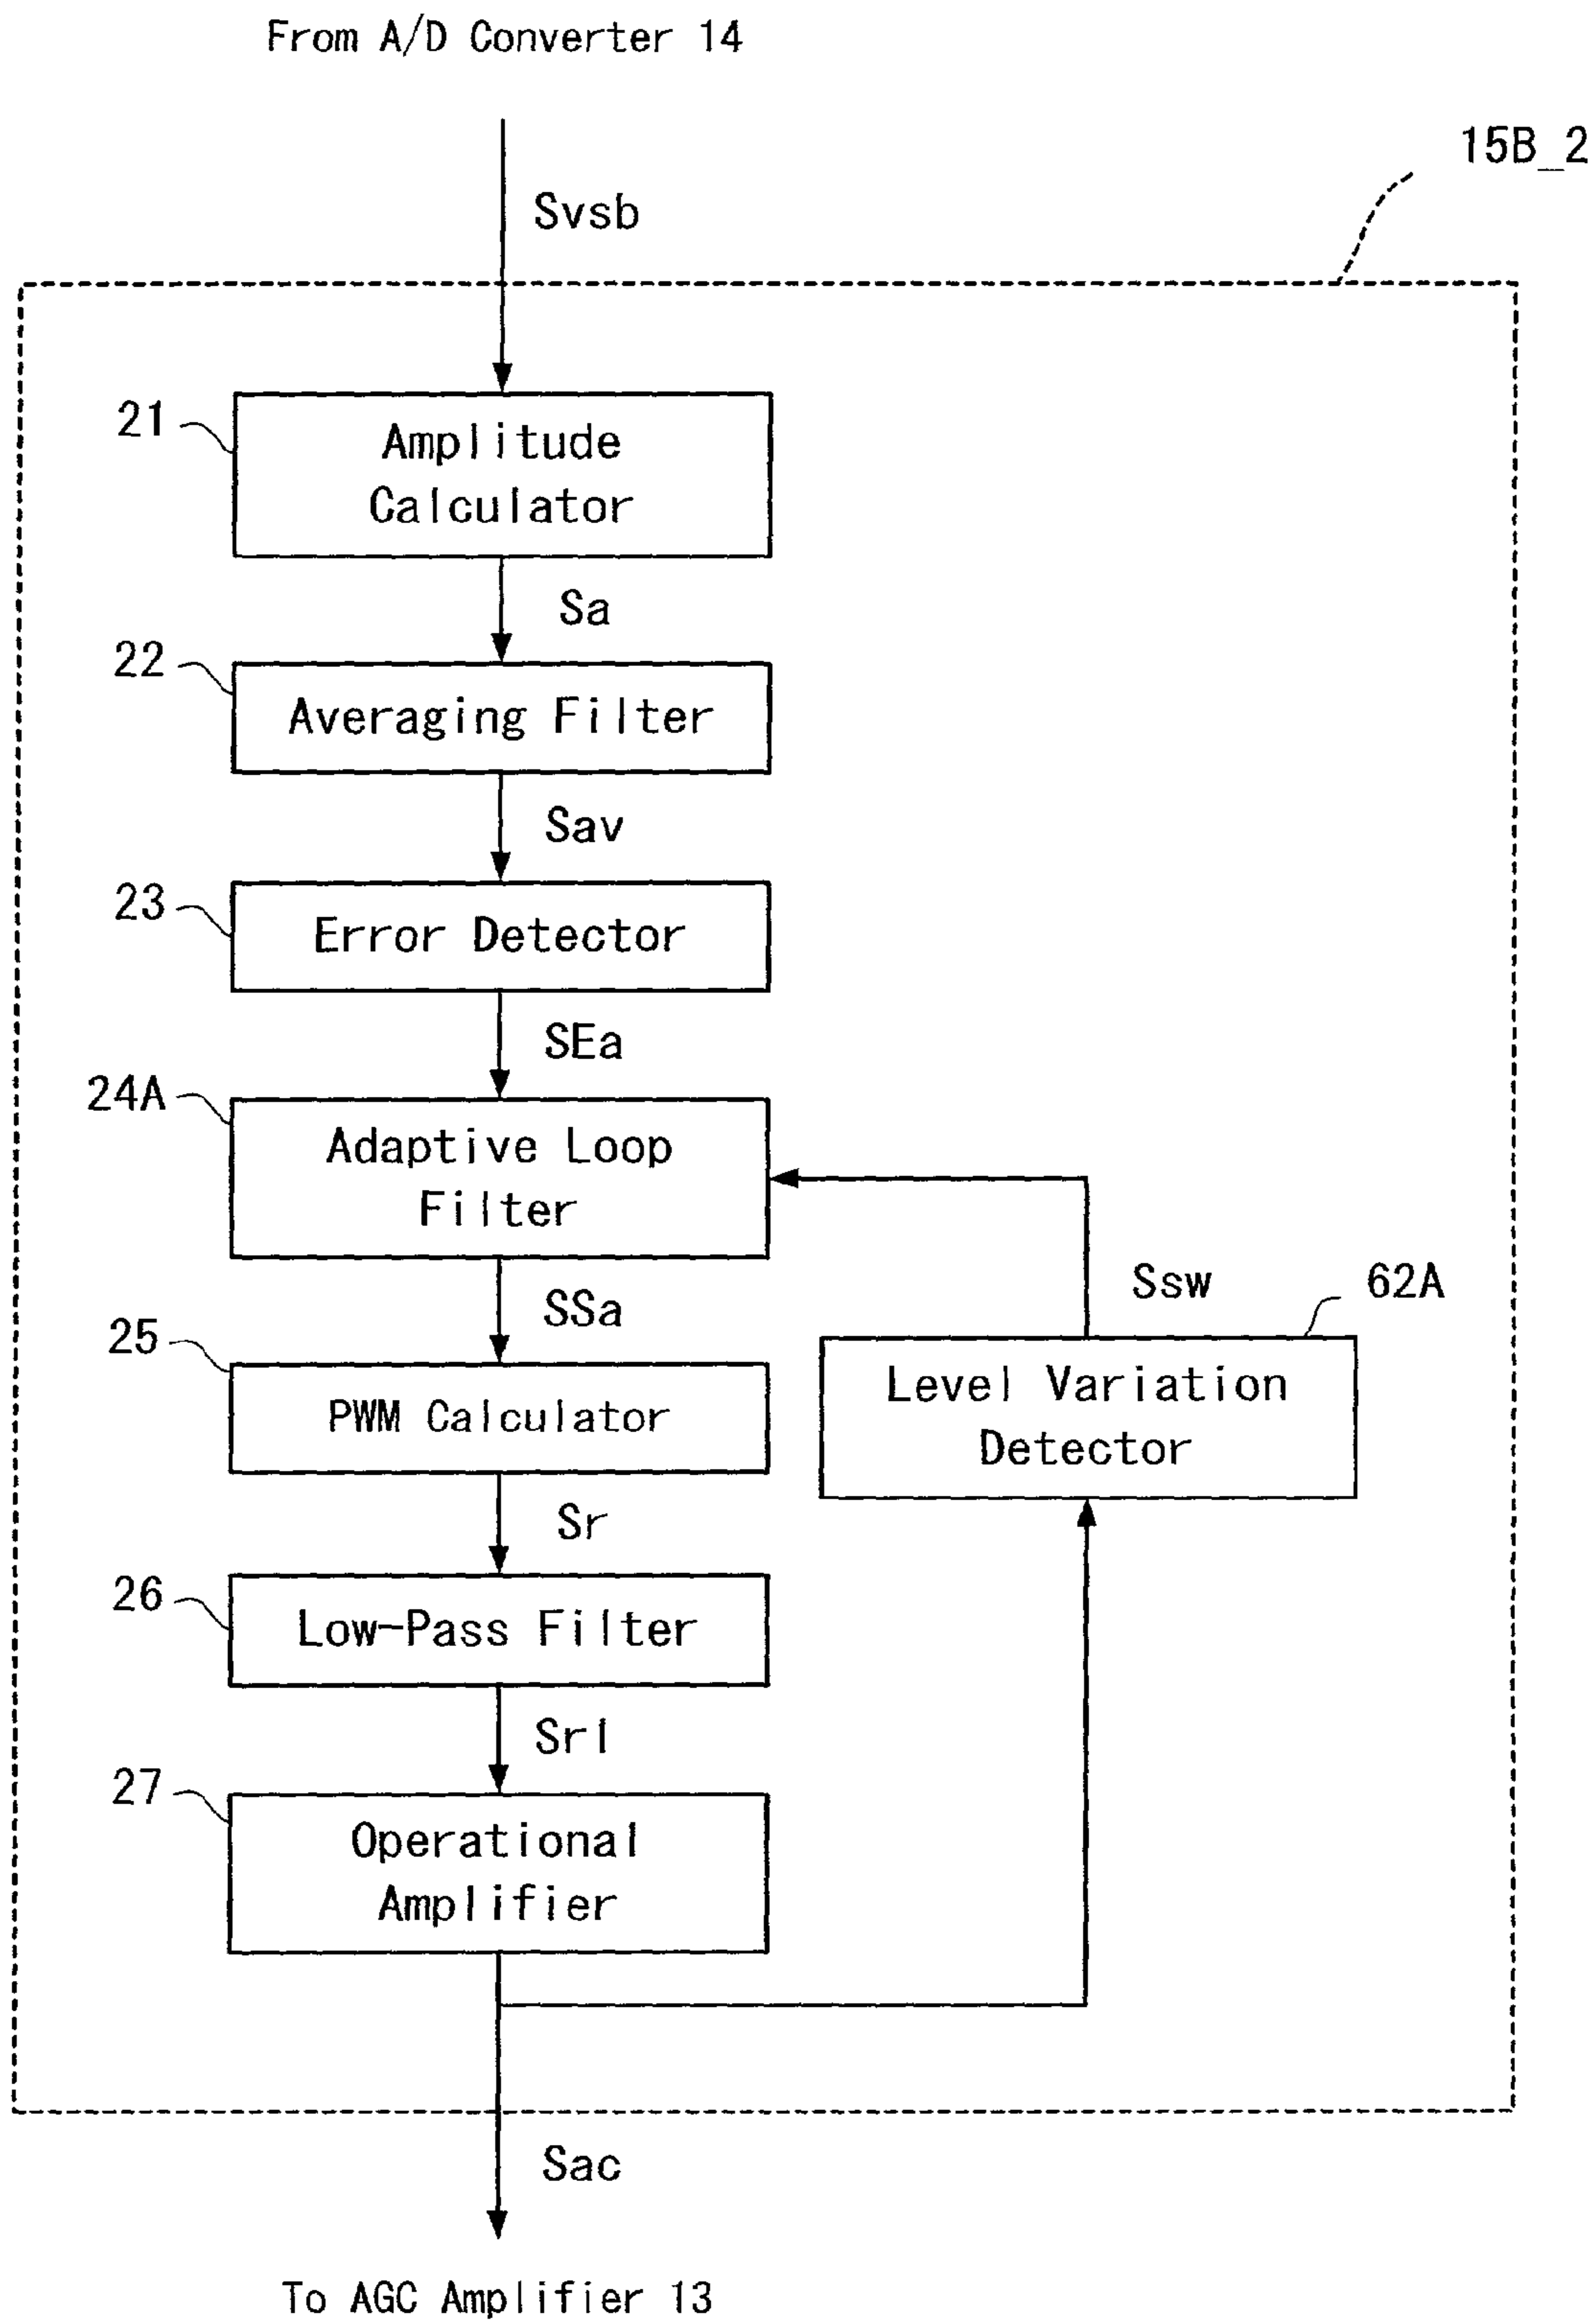 From A/D Converter 14
15B_2
Svsb
21
Amplitude
Calculator
Sa
22
Averaging Filter
Sav
23
Error Detector
SEa
24A
Adaptive Loop
Filter
Ssw
62A
SSa
25
Level Variation
Detector
PWM Calculator
Sr
26
Low-Pass Filter
Srl
27
Operational
Amplifier
Sac
To AGC Amplifier 13